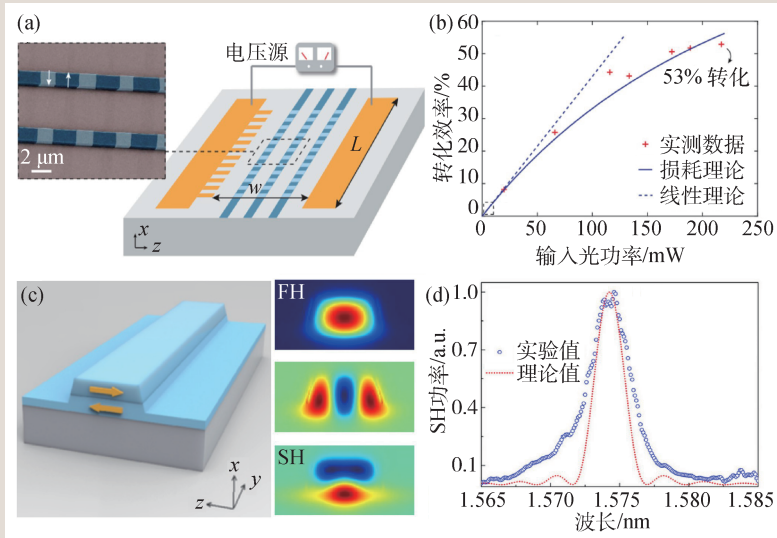 (a)
电压源
2 μm
L
w
x
z
(b)
转化效率/%
60
50
40
30
20
10
0
53% 转化
实测数据
损耗理论
线性理论
0
50
100
150
200
250
输入光功率/mW
(c)
FH
SH
x
y
z
(d)
SH功率/a.u.
1.0
0.7
0.4
0.1
实验值
理论值
1.565
1.570
1.575
1.580
1.585
波长/nm